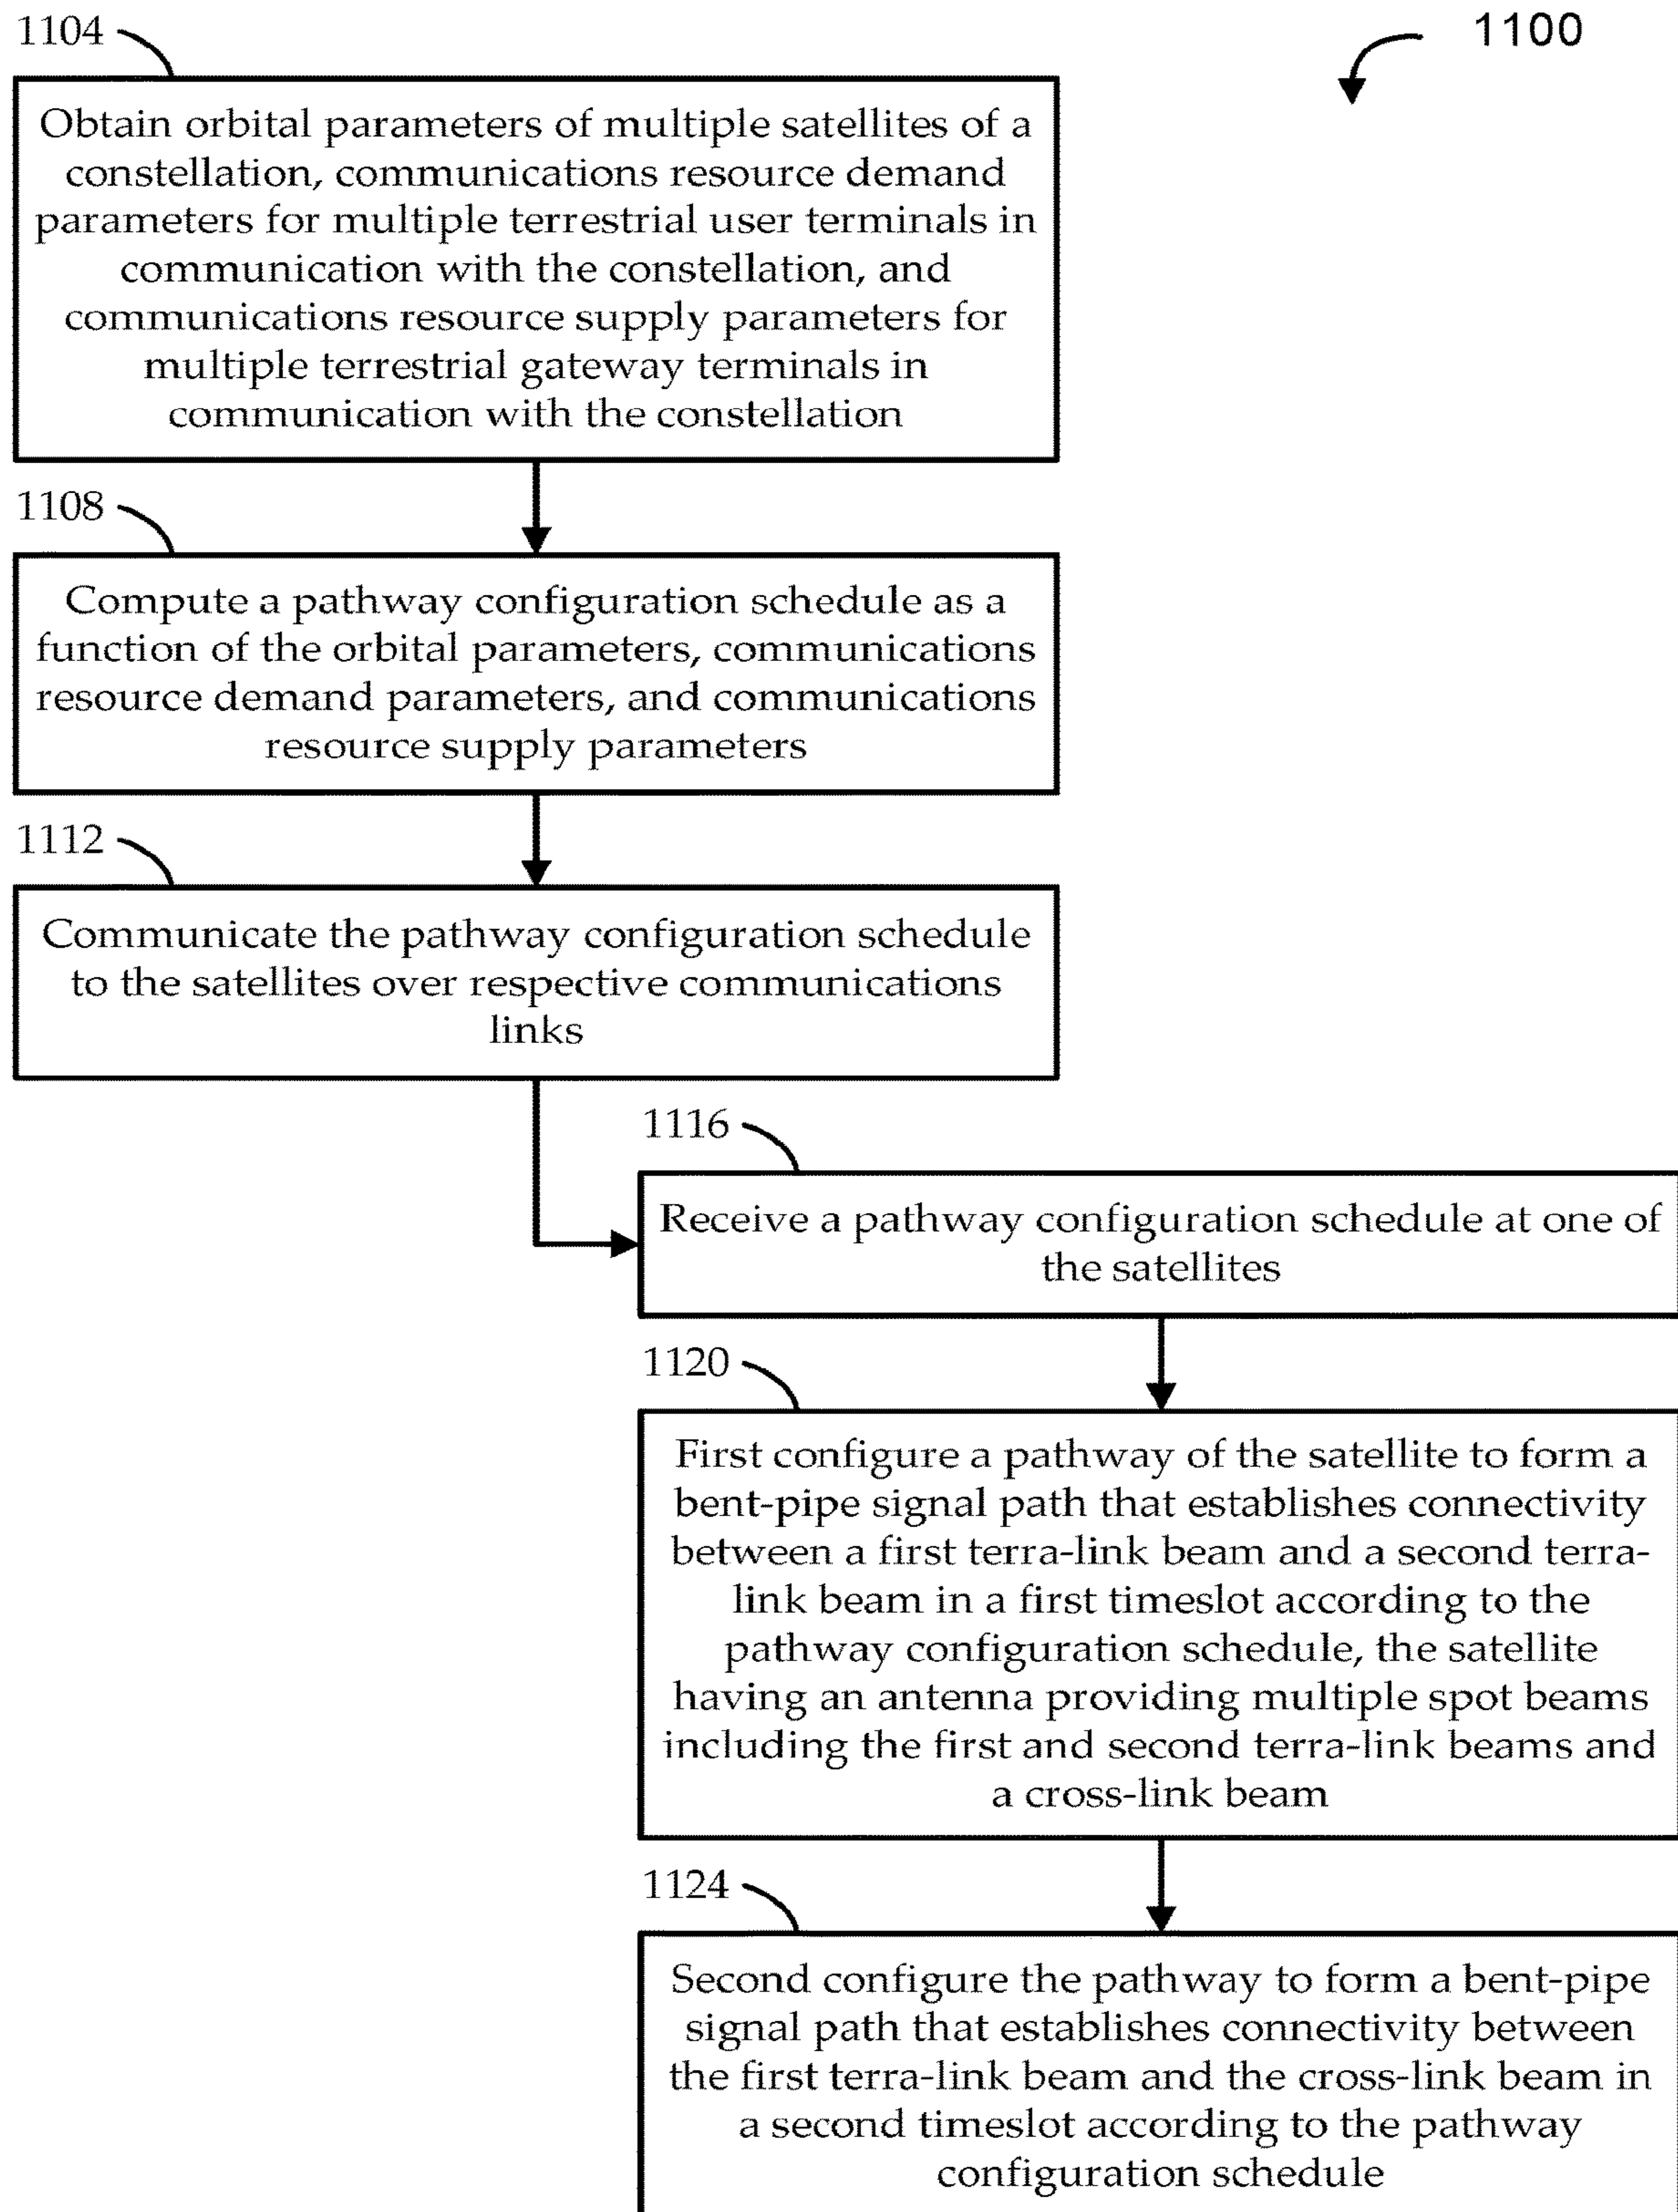 1104
1100
Obtain orbital parameters of multiple satellites of a
constellation, communications resource demand
parameters for multiple terrestrial user terminals in
communication with the constellation, and
communications resource supply parameters for
multiple terrestrial gateway terminals in
communication with the constellation
1108
Compute a pathway configuration schedule as a
function of the orbital parameters, communications
resource demand parameters, and communications
resource supply parameters
1112
Communicate the pathway configuration schedule
to the satellites over respective communications
links
1116
Receive a pathway configuration schedule at one of
the satellites
1120
First configure a pathway of the satellite to form a
bent-pipe signal path that establishes connectivity
between a first terra-link beam and a second terra-
link beam in a first timeslot according to the
pathway configuration schedule, the satellite
having an antenna providing multiple spot beams
including the first and second terra-link beams and
a cross-link beam
1124
Second configure the pathway to form a bent-pipe
signal path that establishes connectivity between
the first terra-link beam and the cross-link beam in
a second timeslot according to the pathway
configuration schedule